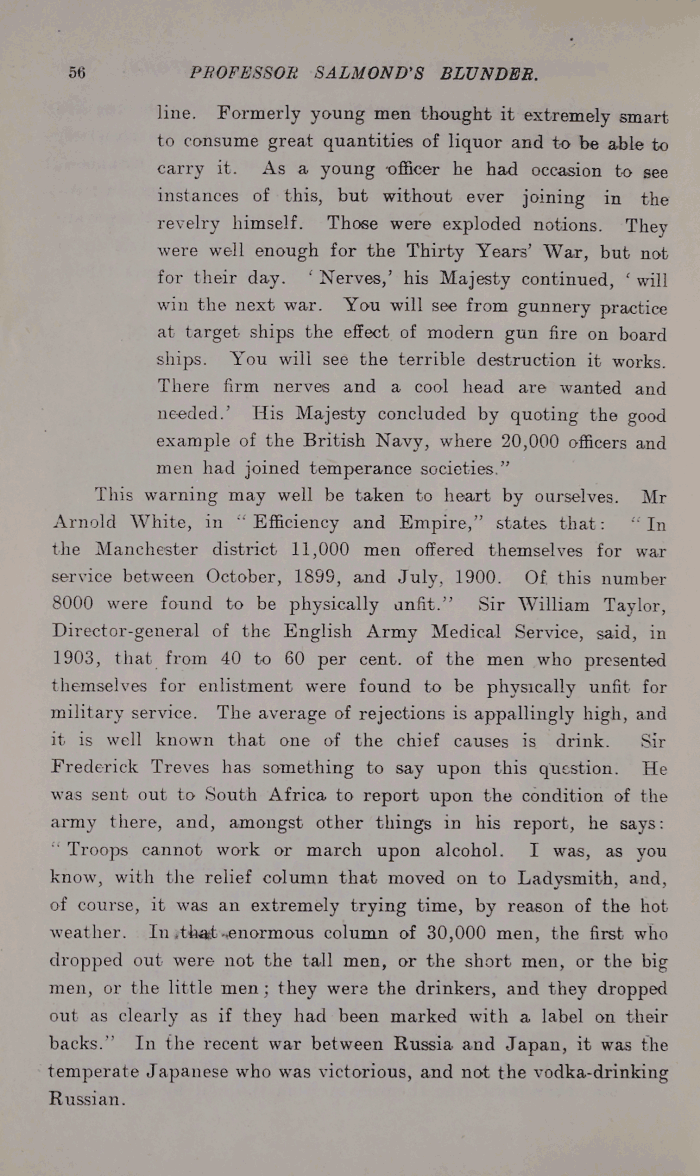 56 PROFESSOR SALMOND'S BLUNDER.
line. Formerly young men thought it extremely smart
to consume great quantities of liquor and to be able to
carry it. As a young officer he had occasion to see
instances of this, but without ever joining in the
revelry himself. Those were exploded notions. They
were well enough for the Thirty Years' War, but not
for their day. ‘Nerves,’ his Majesty continued, ‘will
win the next war. You will see from gunnery practice
at target ships the effect of modern gun fire on board
ships. You will see the terrible destruction it works.
There firm nerves and a cool head are wanted and
needed.’ His Majesty concluded by quoting the good
example of the British Navy, where 20,000 officers and
men had joined temperance societies.”
This warning may well be taken to heart by ourselves. Mr
Arnold White, in “Efficiency and Empire,” states that: “In
the Manchester district 11,000 men offered themselves for war
service between October, 1899, and July, 1900. Of this number
8000 were found to be physically unfit.” Sir William Taylor,
Director-general of the English Army Medical Service, said, in
1903, that from 40 to 60 per cent. of the men who presented
themselves for enlistment were found to be physically unfit for
military service. The average of rejections is appallingly high, and
it is well known that one of the chief causes is drink. Sir
Frederick Treves has something to say upon this question. He
was sent out to South Africa to report upon the condition of the
army there, and, amongst other things in his report, he says:
“Troops cannot work or march upon alcohol. I was, as you
know, with the relief column that moved on to Ladysmith, and,
of course, it was an extremely trying time, by reason of the hot
weather. In that enormous column of 30,000 men, the first who
dropped out were not the tall men, or the short men, or the big
men, or the little men; they were the drinkers, and they dropped
out as clearly as if they had been marked with a label on their
backs.” In the recent war between Russia and Japan, it was the
temperate Japanese who was victorious, and not the vodka-drinking
Russian.